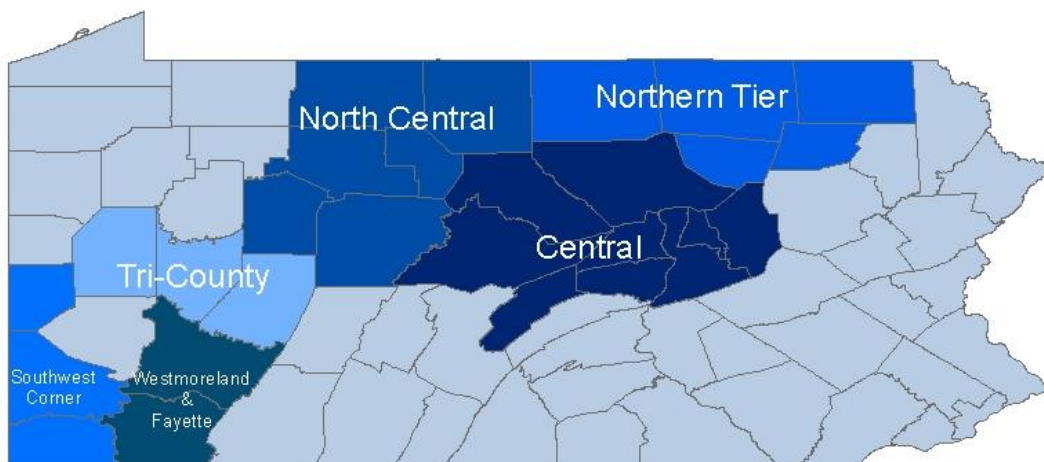 Northern Tier
North Central
Central
Tri-County
Southwest
Corner
Westmoreland
&
Fayette